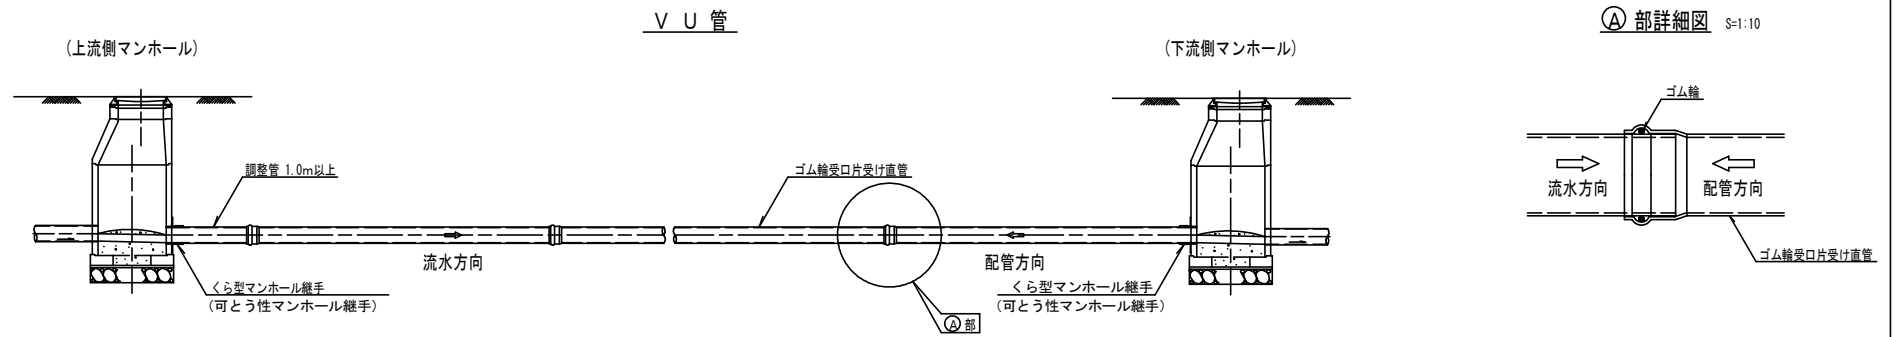 ＶＵ管
(上流側マンホール)
(下流側マンホール)
調整管 1.0m以上
ゴム輪受口片受け直管
流水方向
配管方向
くら型マンホール継手
(可とう性マンホール継手)
くら型マンホール継手
(可とう性マンホール継手)
Ⓐ部
Ⓐ部詳細図 S=1:10
ゴム輪
流水方向
配管方向
ゴム輪受口片受け直管